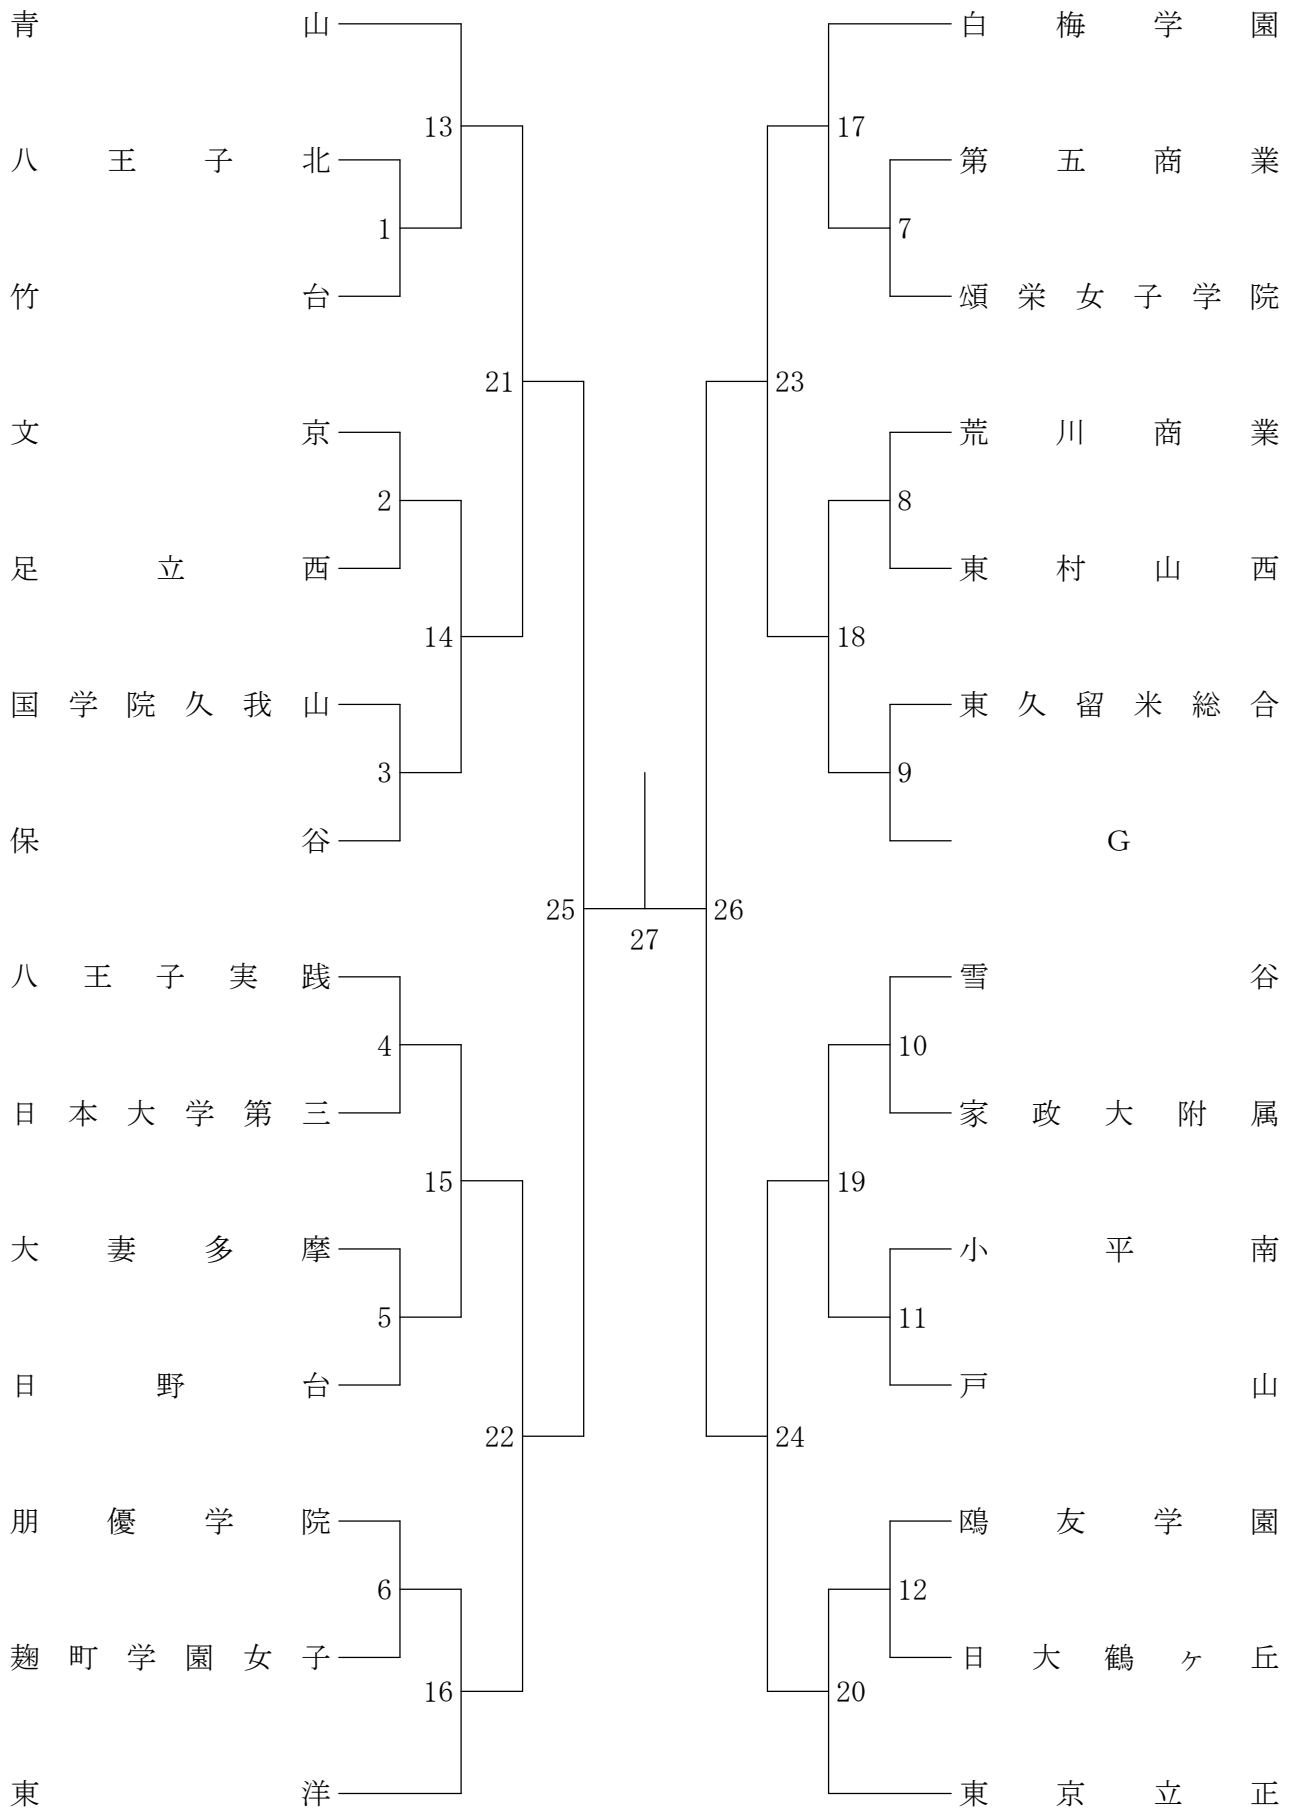 青山
八王子北
竹台
文京
足立西
国学院久我山
保谷
八王子実践
日本大学第三
大妻多摩
日野台
朋優学院
麹町学園女子
東洋
13
1
21
2
14
3
25
4
15
5
22
6
16
27
17
7
23
8
18
9
26
10
19
11
24
12
20
白梅学園
第五商業
頌栄女子学院
荒川商業
東村山西
東久留米総合
G
雪谷
家政大附属
小平南
戸山
鴎友学園
日大鶴ヶ丘
東京立正